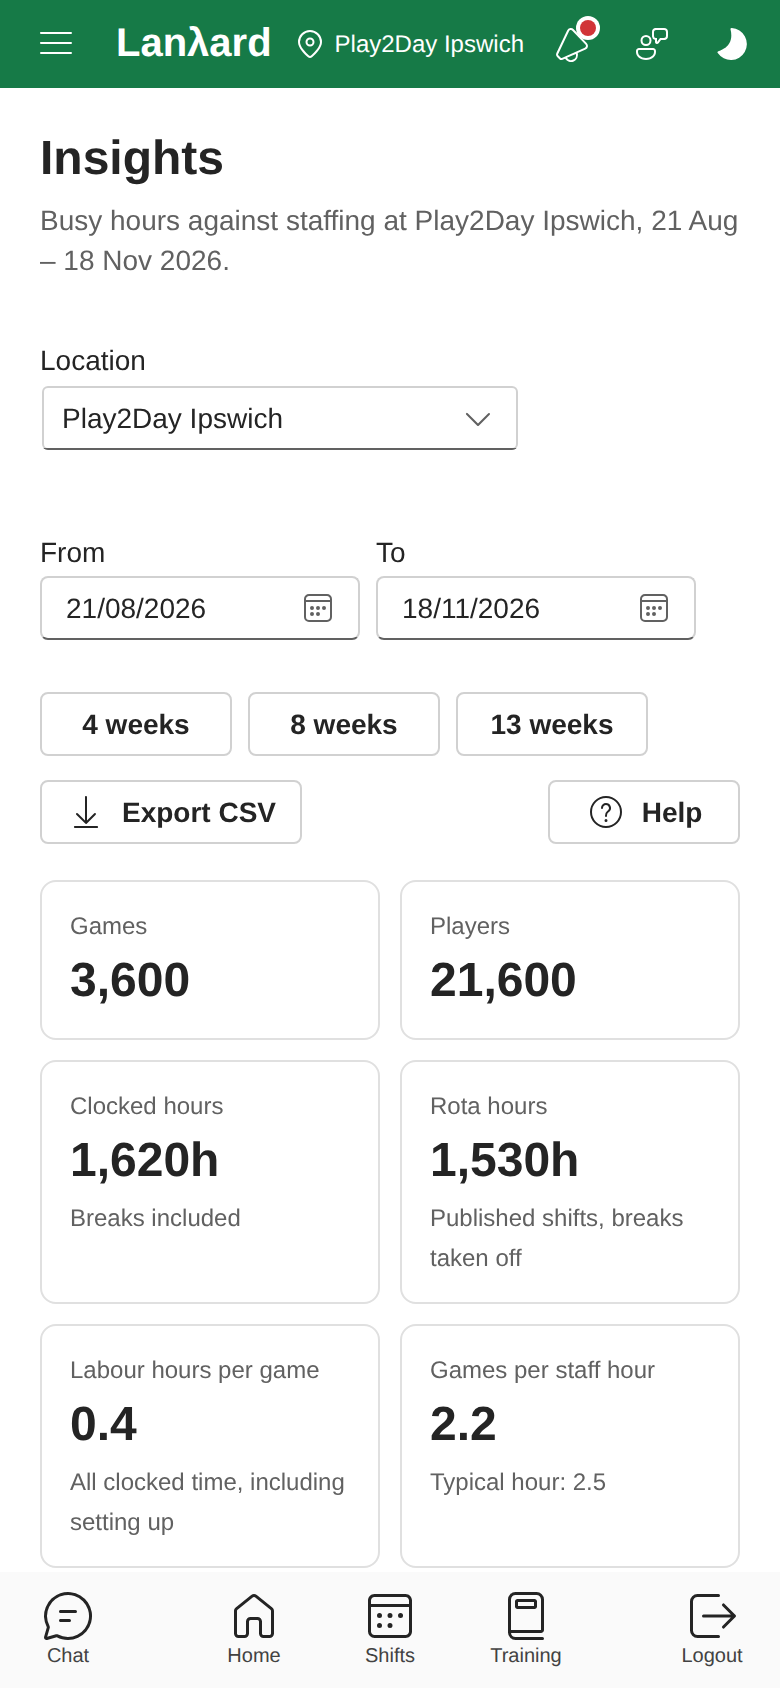 Lanλard
Play2Day Ipswich
Insights
Busy hours against staffing at Play2Day Ipswich, 21 Aug
– 18 Nov 2026.
Location
Play2Day Ipswich
From
To
21/08/2026
18/11/2026
4 weeks
8 weeks
13 weeks
Export CSV
Help
Games
3,600
Players
21,600
Clocked hours
1,620h
Breaks included
Rota hours
1,530h
Published shifts, breaks
taken off
Labour hours per game
0.4
All clocked time, including
setting up
Games per staff hour
2.2
Typical hour: 2.5
Chat
Home
Shifts
Training
Logout